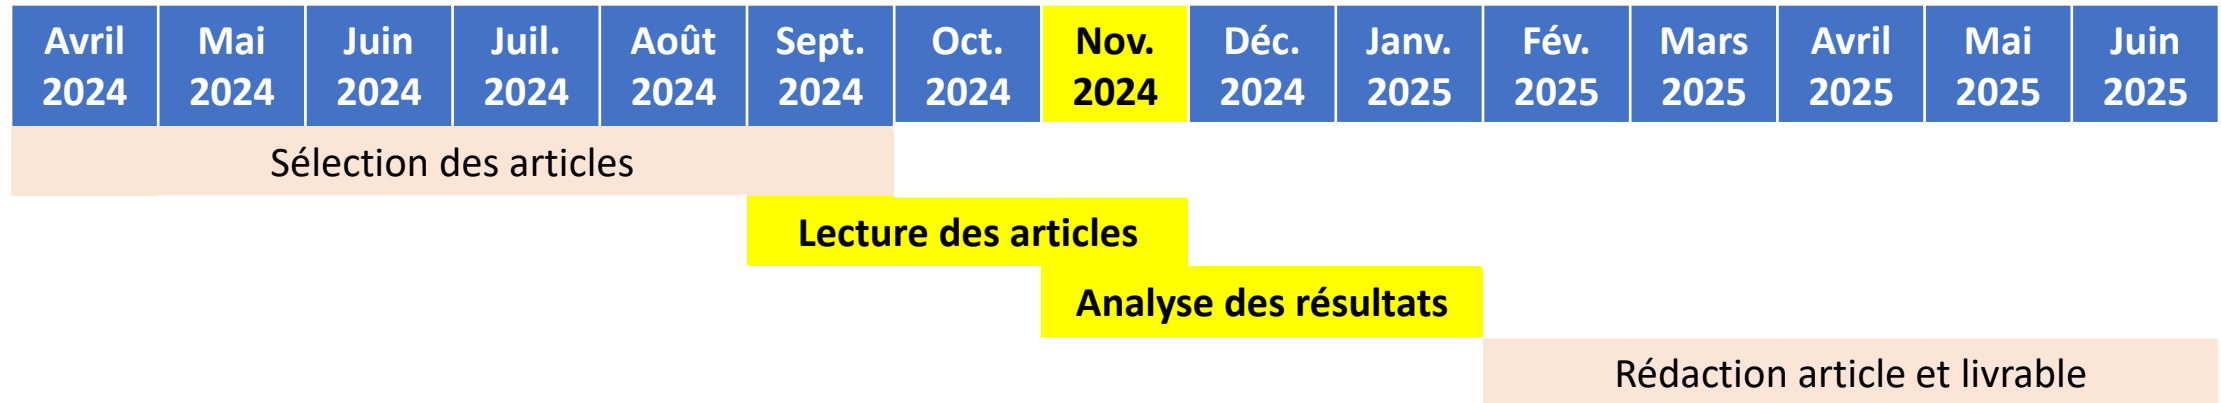 Avril Mai Juin Juil. Août Sept. Oct. Nov. Déc. Janv. Fév. Mars Avril Mai Juin
2024 2024 2024 2024 2024 2024 2024 2024 2024 2025 2025 2025 2025 2025 2025
Sélection des articles
Lecture des articles
Analyse des résultats
Rédaction article et livrable